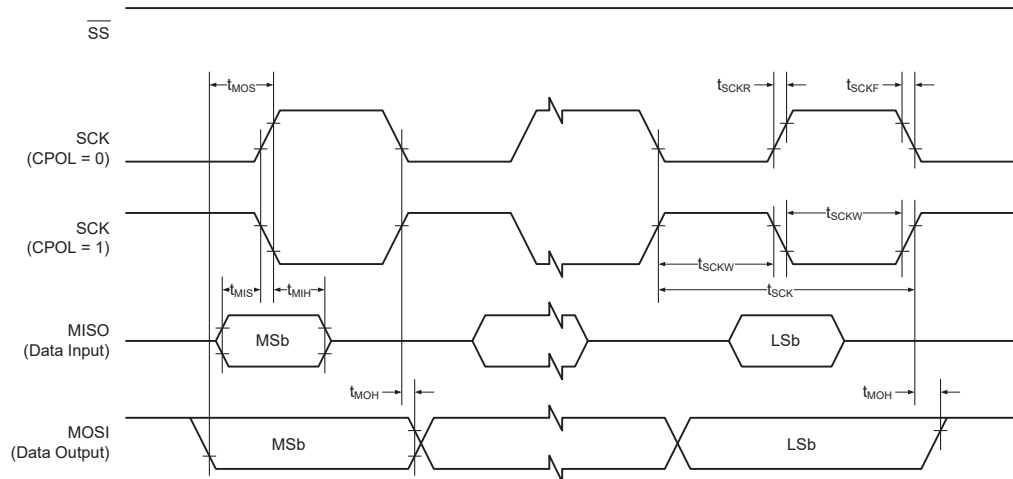 SS
tMOS
tSCKR
tSCKF
SCK
(CPOL = 0)
SCK
(CPOL = 1)
tSCKW
tSCKW
tSCK
tMIS
tMIH
MISO
(Data Input)
MSb
LSb
tMOH
tMOH
MOSI
(Data Output)
MSb
LSb